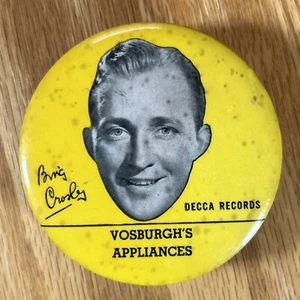 Bing
Crosby
DECCA RECORDS
VOSBURGH'S
APPLIANCES